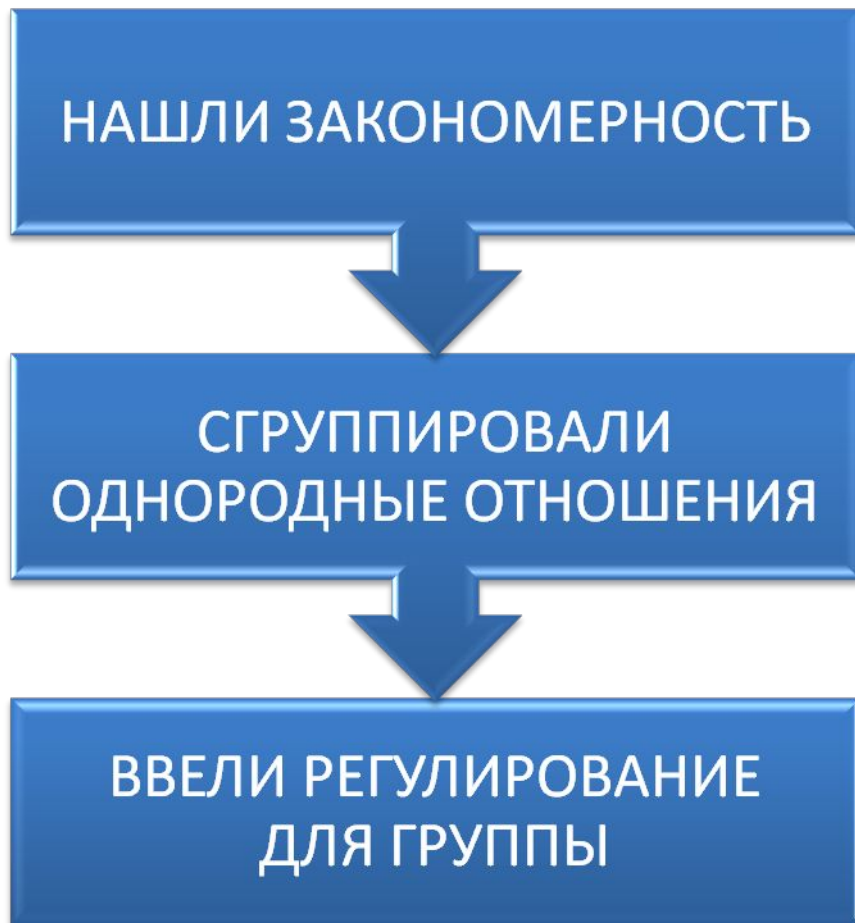 НАШЛИ ЗАКОНОМЕРНОСТЬ
СГРУППИРОВАЛИ
ОДНОРОДНЫЕ ОТНОШЕНИЯ
ВВЕЛИ РЕГУЛИРОВАНИЕ
ДЛЯ ГРУППЫ